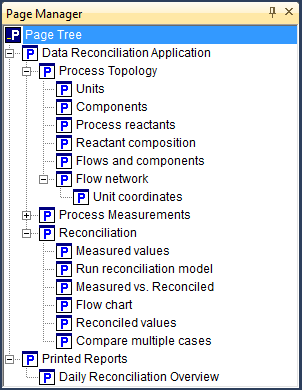 Page Manager
Page Tree
Data Reconciliation Application
Process Topology
Units
Components
Process reactants
Reactant composition
Flows and components
Flow network
Unit coordinates
Process Measurements
Reconciliation
Measured values
Run reconciliation model
Measured vs. Reconciled
Flow chart
Reconciled values
Compare multiple cases
Printed Reports
Daily Reconciliation Overview